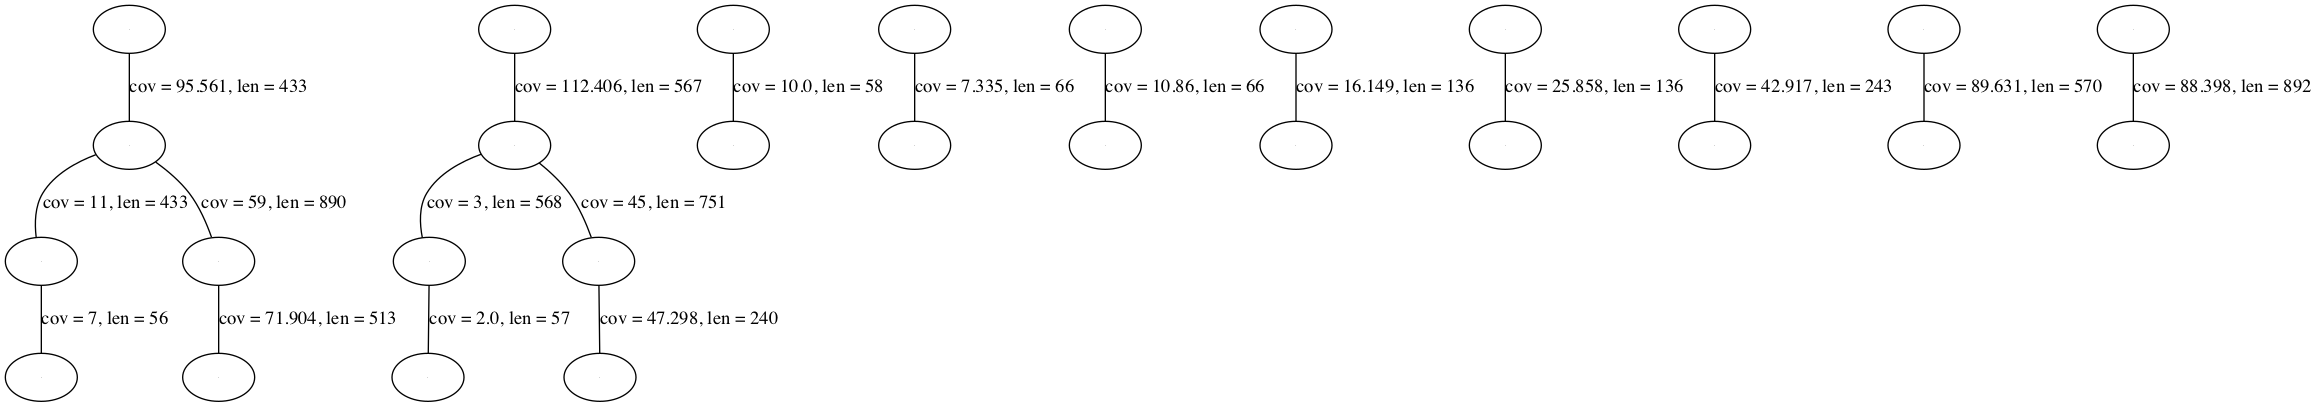 cov = 95.561, len = 433
cov = 112.406, len = 567
cov = 10.0, len = 58
cov = 7.335, len = 66
cov = 10.86, len = 66
cov = 16.149, len = 136
cov = 25.858, len = 136
cov = 42.917, len = 243
cov = 89.631, len = 570
cov = 88.398, len = 892
cov = 11, len = 433
cov = 59, len = 890
cov = 3, len = 568
cov = 45, len = 751
cov = 7, len = 56
cov = 71.904, len = 513
cov = 2.0, len = 57
cov = 47.298, len = 240